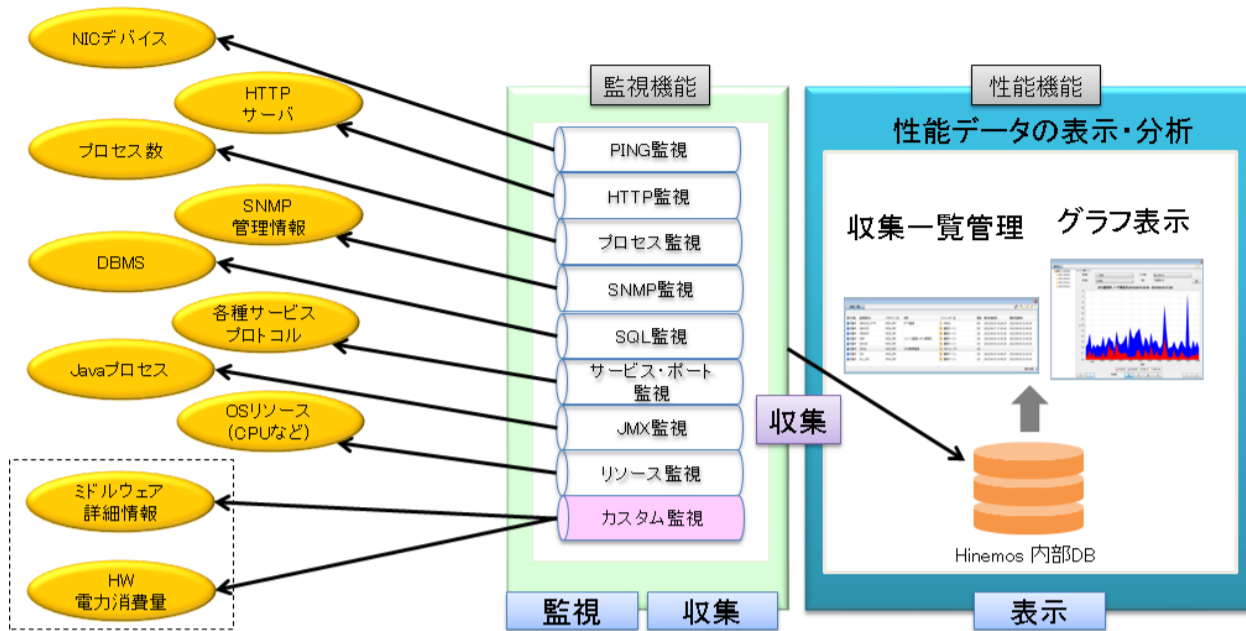 NICデバイス
HTTP
サーバ
プロセス数
SNMP
管理情報
DBMS
各種サービス
プロトコル
Javaプロセス
OSリソース
(CPUなど)
ミドルウェア
詳細情報
HW
電力消費量
監視機能
PING監視
HTTP監視
プロセス監視
SNMP監視
SQL監視
サービス・ポート
監視
JMX監視
リソース監視
カスタム監視
監視
収集
収集
性能機能
性能データの表示・分析
収集一覧管理
グラフ表示
Hinemos 内部DB
表示